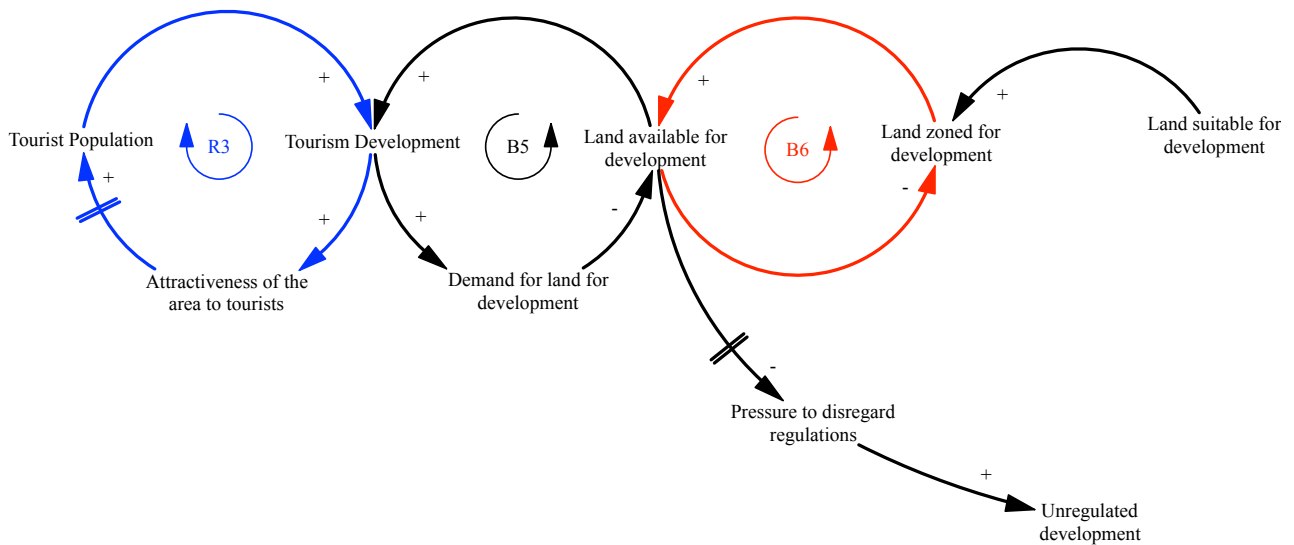 +
+
+
+
Tourist Population
R3
Tourism Development
B5
Land available for
development
B6
Land zoned for
development
Land suitable for
development
+
-
-
+
+
Attractiveness of the
area to tourists
Demand for land for
development
-
Pressure to disregard
regulations
+
Unregulated
development